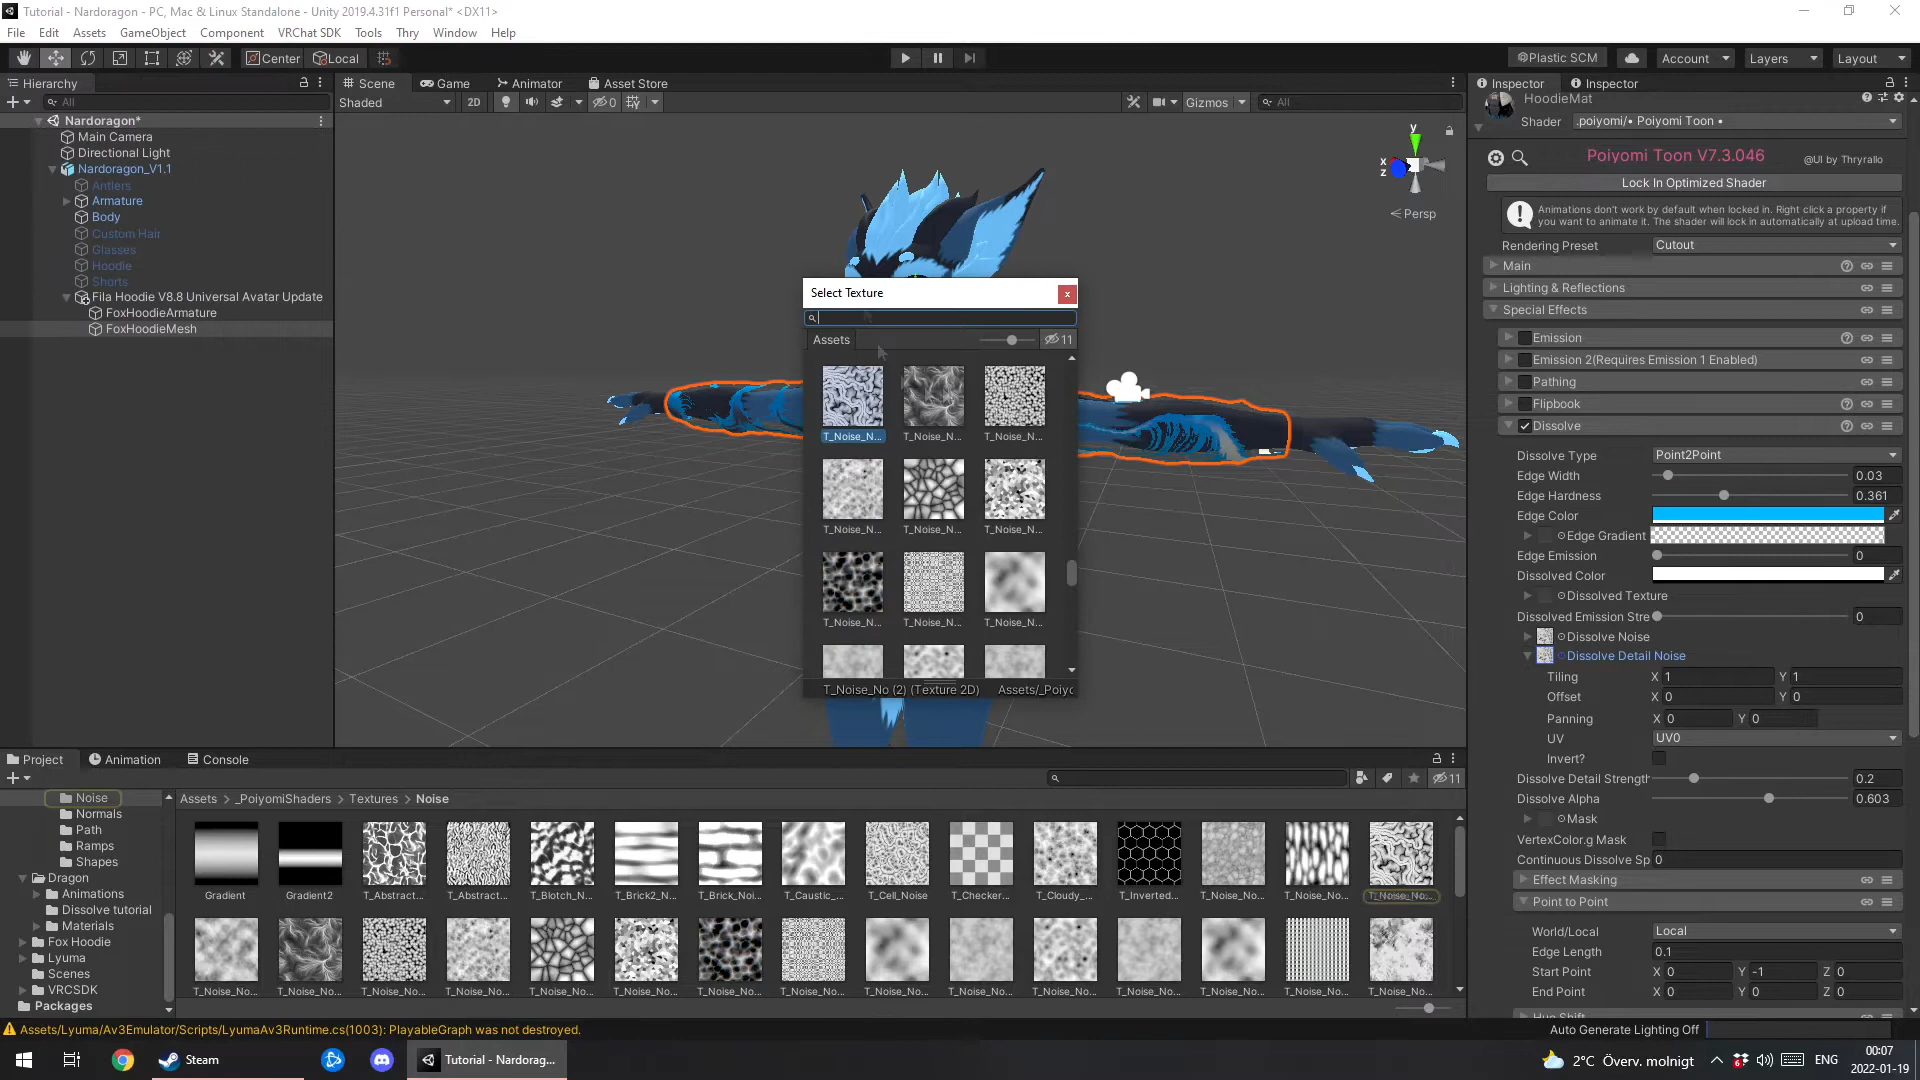 Tutorial - Nardoragon - PC, Mac & Linux Standalone - Unity 2019.4.31f1 Personal* <DX11>
File Edit Assets GameObject Component VRChat SDK Tools Thry Window Help
Center Local Plastic SCM Account Layers Layout
Hierarchy Scene Game Animator Asset Store Inspector Inspector
All Shaded 2D 0 Gizmos All
Nardoragon*
Main Camera
Directional Light
Nardoragon_V1.1
Antlers
Armature
Body
Custom Hair
Glasses
Hoodie
Shorts
Fila Hoodie V8.8 Universal Avatar Update
FoxHoodieArmature
FoxHoodieMesh
y
x
z
Persp
Select Texture
x
Assets 11
T_Noise_N... T_Noise_N... T_Noise_N...
T_Noise_N... T_Noise_N... T_Noise_N...
T_Noise_N... T_Noise_N... T_Noise_N...
T_Noise_No (2) (Texture 2D) Assets/_Poiyc
HoodieMat
Shader .poiyomi/• Poiyomi Toon •
Poiyomi Toon V7.3.046 @UI by Thryrallo
Lock In Optimized Shader
Animations don't work by default when locked in. Right click a property if
you want to animate it. The shader will lock in automatically at upload time.
Rendering Preset Cutout
Main
Lighting & Reflections
Special Effects
Emission
Emission 2(Requires Emission 1 Enabled)
Pathing
Flipbook
Dissolve
Dissolve Type Point2Point
Edge Width 0.03
Edge Hardness 0.361
Edge Color
Edge Gradient
Edge Emission 0
Dissolved Color
Dissolved Texture
Dissolved Emission Stre 0
Dissolve Noise
Dissolve Detail Noise
Tiling X 1 Y 1
Offset X 0 Y 0
Panning X 0 Y 0
UV UV0
Invert?
Dissolve Detail Strength 0.2
Dissolve Alpha 0.603
Mask
VertexColor.g Mask
Continuous Dissolve Sp 0
Effect Masking
Point to Point
World/Local Local
Edge Length 0.1
Start Point X 0 Y -1 Z 0
End Point X 0 Y 0 Z 0
Hue Shift
Auto Generate Lighting Off
Project Animation Console
11
Noise
Normals
Path
Ramps
Shapes
Dragon
Animations
Dissolve tutorial
Materials
Fox Hoodie
Lyuma
Scenes
VRCSDK
Packages
Assets > _PoiyomiShaders > Textures > Noise
Gradient Gradient2 T_Abstract... T_Abstract... T_Blotch_N... T_Brick2_N... T_Brick_Noi... T_Caustic_... T_Cell_Noise T_Checker... T_Cloudy_... T_Inverted... T_Noise_No... T_Noise_No... T_Noise_No...
T_Noise_No... T_Noise_No... T_Noise_No... T_Noise_No... T_Noise_No... T_Noise_No... T_Noise_No... T_Noise_No... T_Noise_No... T_Noise_No... T_Noise_No... T_Noise_No... T_Noise_No... T_Noise_No... T_Noise_No...
Assets/Lyuma/Av3Emulator/Scripts/LyumaAv3Runtime.cs(1003): PlayableGraph was not destroyed.
Steam Tutorial - Nardorag... 2°C Överv. molnigt ENG 00:07
2022-01-19